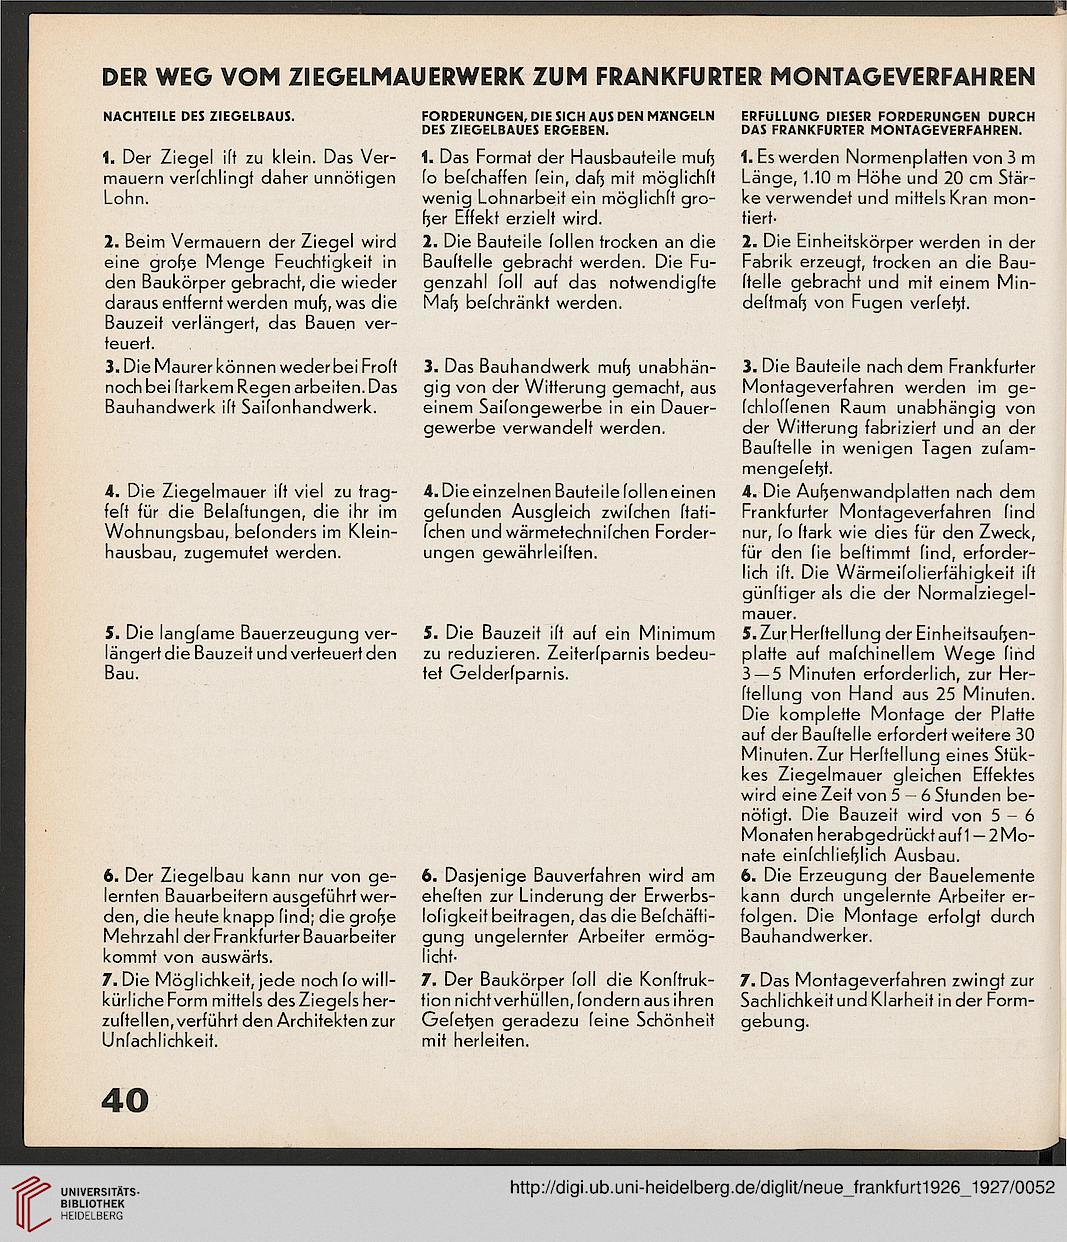 DER WEG VOM ZIEGELMAUERWERK ZUM FRANKFURTER MONTAGEVERFAHREN
NACHTEILE DES ZIEGELBAUS.
1. Der Ziegel iſt zu klein. Das Ver-
mauern verſchlingt daher unnötigen
Lohn.
2. Beim Vermauern der Ziegel wird
eine große Menge Feuchtigkeit in
den Baukörper gebracht, die wieder
daraus entfernt werden muß, was die
Bauzeit verlängert, das Bauen ver-
teuert.
3. Die Maurer können weder bei Froſt
noch bei ſtarkem Regen arbeiten. Das
Bauhandwerk iſt Saiſonhandwerk.
4. Die Ziegelmauer iſt viel zu trag-
feſt für die Belaſtungen, die ihr im
Wohnungsbau, beſonders im Klein-
hausbau, zugemutet werden.
5. Die langſame Bauerzeugung ver-
längert die Bauzeit und verteuert den
Bau.
6. Der Ziegelbau kann nur von ge-
lernten Bauarbeitern ausgeführt wer-
den, die heute knapp ſind; die große
Mehrzahl der Frankfurter Bauarbeiter
kommt von auswärts.
7. Die Möglichkeit, jede noch ſo will-
kürliche Form mittels des Ziegels her-
zuſtellen, verführt den Architekten zur
Unſachlichkeit.
FORDERUNGEN, DIE SICH AUS DEN MÄNGELN
DES ZIEGELBAUES ERGEBEN.
1. Das Format der Hausbauteile muß
ſo beſchaffen ſein, daß mit möglichſt
wenig Lohnarbeit ein möglichſt gro-
ßer Effekt erzielt wird.
2. Die Bauteile ſollen trocken an die
Bauſtelle gebracht werden. Die Fu-
genzahl ſoll auf das notwendigſte
Maß beſchränkt werden.
3. Das Bauhandwerk muß unabhän-
gig von der Witterung gemacht, aus
einem Saiſongewerbe in ein Dauer-
gewerbe verwandelt werden.
4. Die einzelnen Bauteile ſollen einen
geſunden Ausgleich zwiſchen ſtati-
ſchen und wärmetechniſchen Forder-
ungen gewährleiſten.
5. Die Bauzeit iſt auf ein Minimum
zu reduzieren. Zeiterſparnis bedeu-
tet Gelderſparnis.
6. Dasjenige Bauverfahren wird am
eheſten zur Linderung der Erwerbs-
loſigkeit beitragen, das die Beſchäfti-
gung ungelernter Arbeiter ermög-
licht.
7. Der Baukörper ſoll die Konſtruk-
tion nicht verhüllen, ſondern aus ihren
Geſetzen geradezu ſeine Schönheit
mit herleiten.
ERFÜLLUNG DIESER FORDERUNGEN DURCH
DAS FRANKFURTER MONTAGEVERFAHREN.
1. Es werden Normenplatten von 3 m
Länge, 1.10 m Höhe und 20 cm Stär-
ke verwendet und mittels Kran mon-
tiert.
2. Die Einheitskörper werden in der
Fabrik erzeugt, trocken an die Bau-
ſtelle gebracht und mit einem Min-
deſtmaß von Fugen verſetzt.
3. Die Bauteile nach dem Frankfurter
Montageverfahren werden im ge-
ſchloſſenen Raum unabhängig von
der Witterung fabriziert und an der
Bauſtelle in wenigen Tagen zuſam-
mengeſetzt.
4. Die Außenwandplatten nach dem
Frankfurter Montageverfahren ſind
nur, ſo ſtark wie dies für den Zweck,
für den ſie beſtimmt ſind, erforder-
lich iſt. Die Wärmeiſolierfähigkeit iſt
günſtiger als die der Normalziegel-
mauer.
5. Zur Herſtellung der Einheitsaußen-
platte auf maſchinellem Wege ſind
3 — 5 Minuten erforderlich, zur Her-
ſtellung von Hand aus 25 Minuten.
Die komplette Montage der Platte
auf der Bauſtelle erfordert weitere 30
Minuten. Zur Herſtellung eines Stük-
kes Ziegelmauer gleichen Effektes
wird eine Zeit von 5 – 6 Stunden be-
nötigt. Die Bauzeit wird von 5 – 6
Monaten herabgedrückt auf 1 – 2 Mo-
nate einſchließlich Ausbau.
6. Die Erzeugung der Bauelemente
kann durch ungelernte Arbeiter er-
folgen. Die Montage erfolgt durch
Bauhandwerker.
7. Das Montageverfahren zwingt zur
Sachlichkeit und Klarheit in der Form-
gebung.
40
UNIVERSITÄTS-
BIBLIOTHEK
HEIDELBERG
http://digi.ub.uni-heidelberg.de/diglit/neue_frankfurt1926_1927/0052